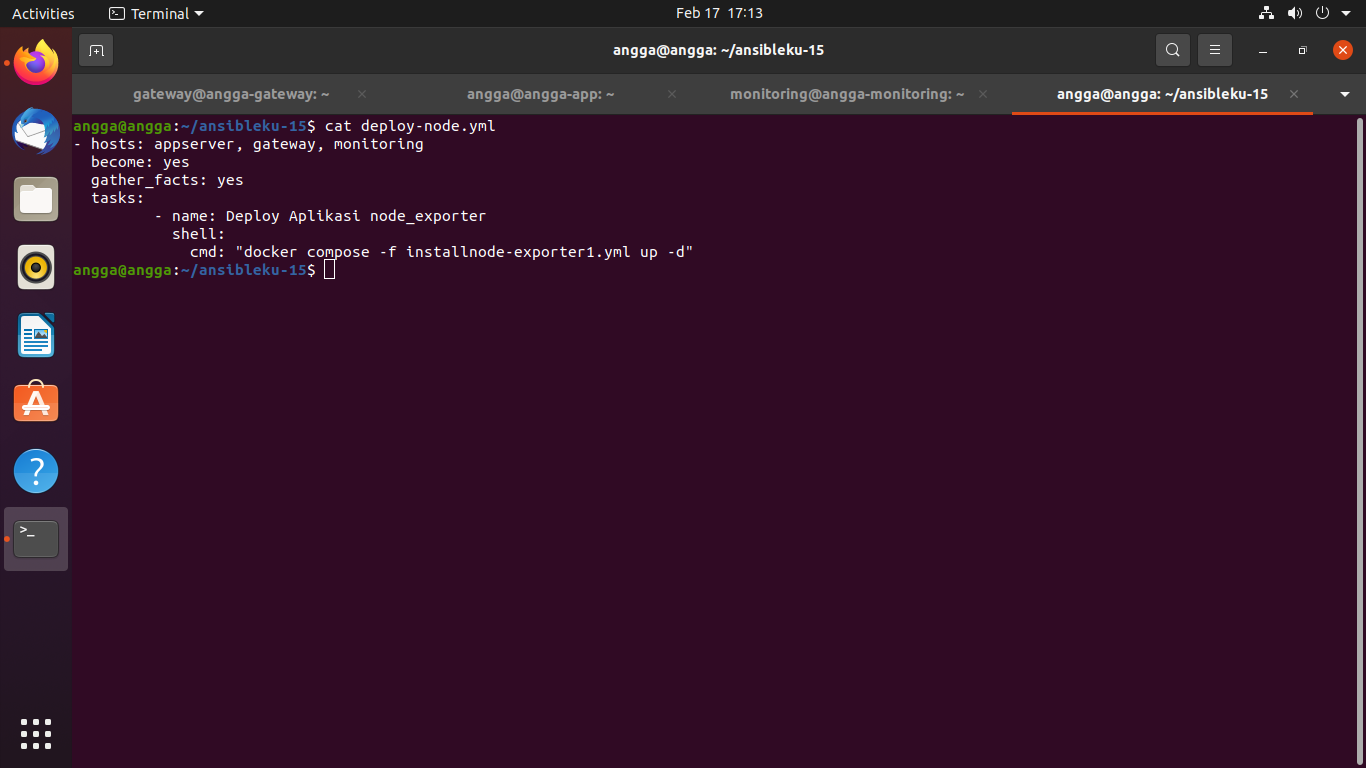 Activities
Terminal
Feb 17 17:13
angga@angga: ~/ansibleku-15
gateway@angga-gateway: ~
angga@angga-app: ~
monitoring@angga-monitoring: ~
angga@angga: ~/ansibleku-15
angga@angga:~/ansibleku-15$ cat deploy-node.yml
- hosts: appserver, gateway, monitoring
  become: yes
  gather_facts: yes
  tasks:
         - name: Deploy Aplikasi node_exporter
           shell:
             cmd: "docker compose -f installnode-exporter1.yml up -d"
angga@angga:~/ansibleku-15$